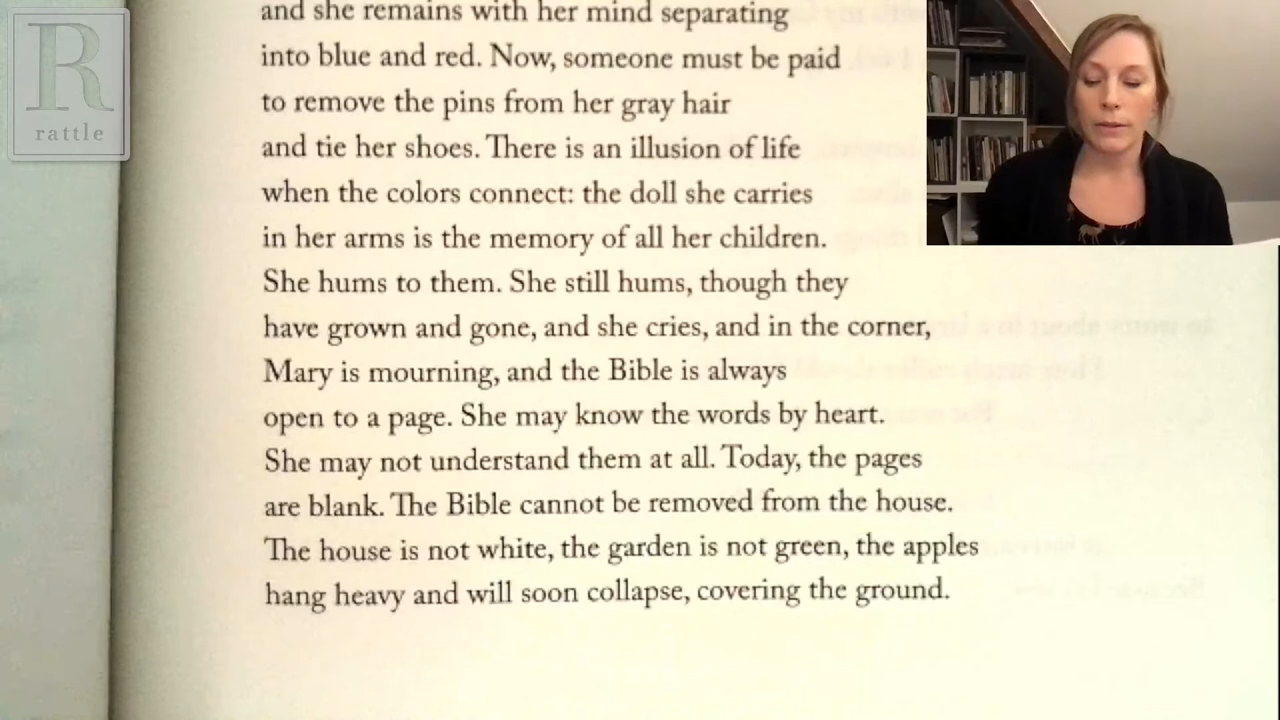 R
rattle
and she remains with her mind separating
into blue and red. Now, someone must be paid
to remove the pins from her gray hair
and tie her shoes. There is an illusion of life
when the colors connect: the doll she carries
in her arms is the memory of all her children.
She hums to them. She still hums, though they
have grown and gone, and she cries, and in the corner,
Mary is mourning, and the Bible is always
open to a page. She may know the words by heart.
She may not understand them at all. Today, the pages
are blank. The Bible cannot be removed from the house.
The house is not white, the garden is not green, the apples
hang heavy and will soon collapse, covering the ground.